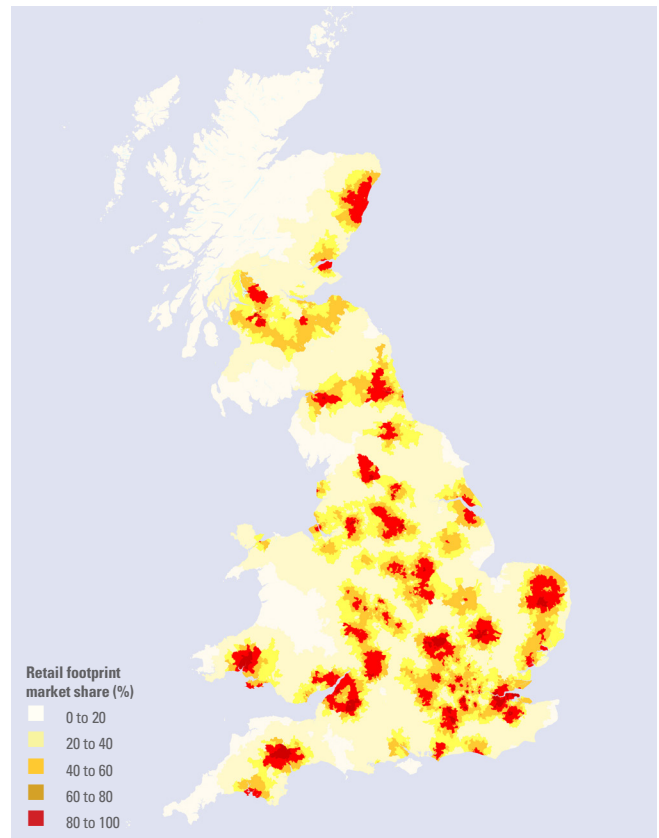 Retail footprint
market share (%)
0 to 20
20 to 40
40 to 60
60 to 80
80 to 100